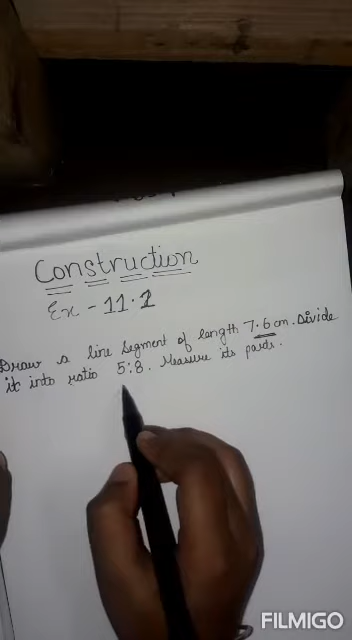 Construction
Ex - 11.1
Draw a line segment of length 7.6 cm. Divide
it into ratio 5:8. Measure its parts.
FILMIGO